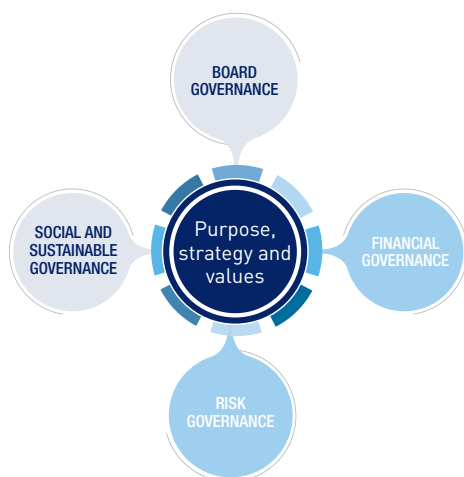 BOARD
GOVERNANCE
SOCIAL AND
SUSTAINABLE
GOVERNANCE
Purpose,
strategy and
values
FINANCIAL
GOVERNANCE
RISK
GOVERNANCE